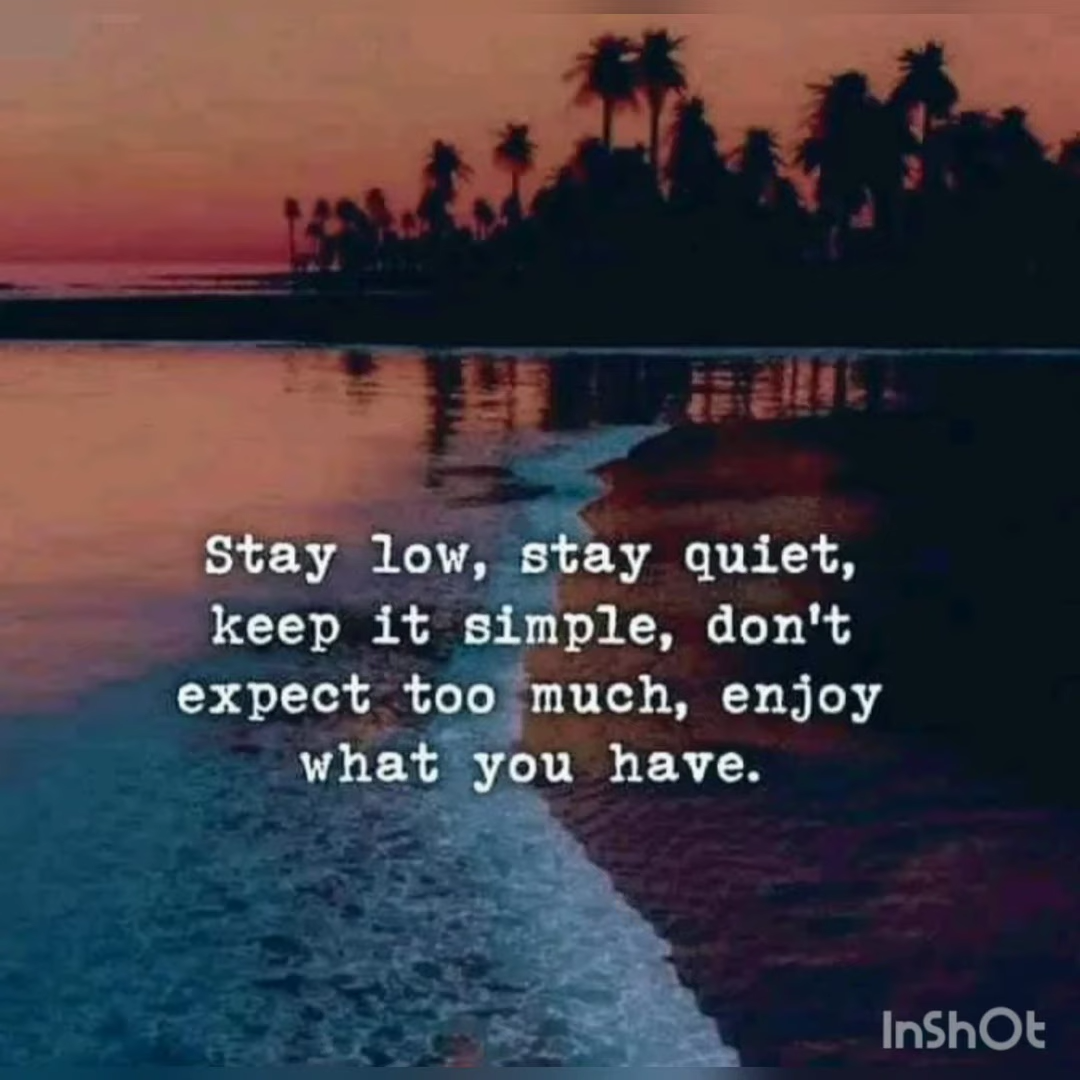 Stay low, stay quiet,
keep it simple, don't
expect too much, enjoy
what you have.
InShOt